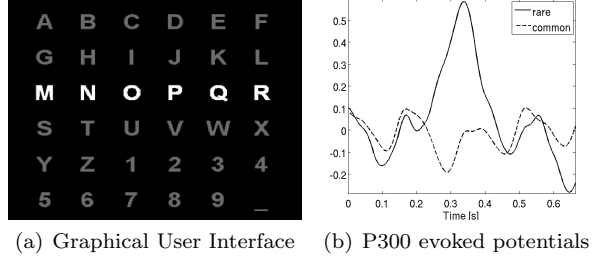 A B C D E F
G H I J K L
M N O P Q R
S T U V W X
Y Z 1 2 3 4
5 6 7 8 9 _
(a) Graphical User Interface
rare
common
0.5
0.4
0.3
0.2
0.1
0
-0.1
-0.2
0 0.1 0.2 0.3 0.4 0.5 0.6
Time [s]
(b) P300 evoked potentials